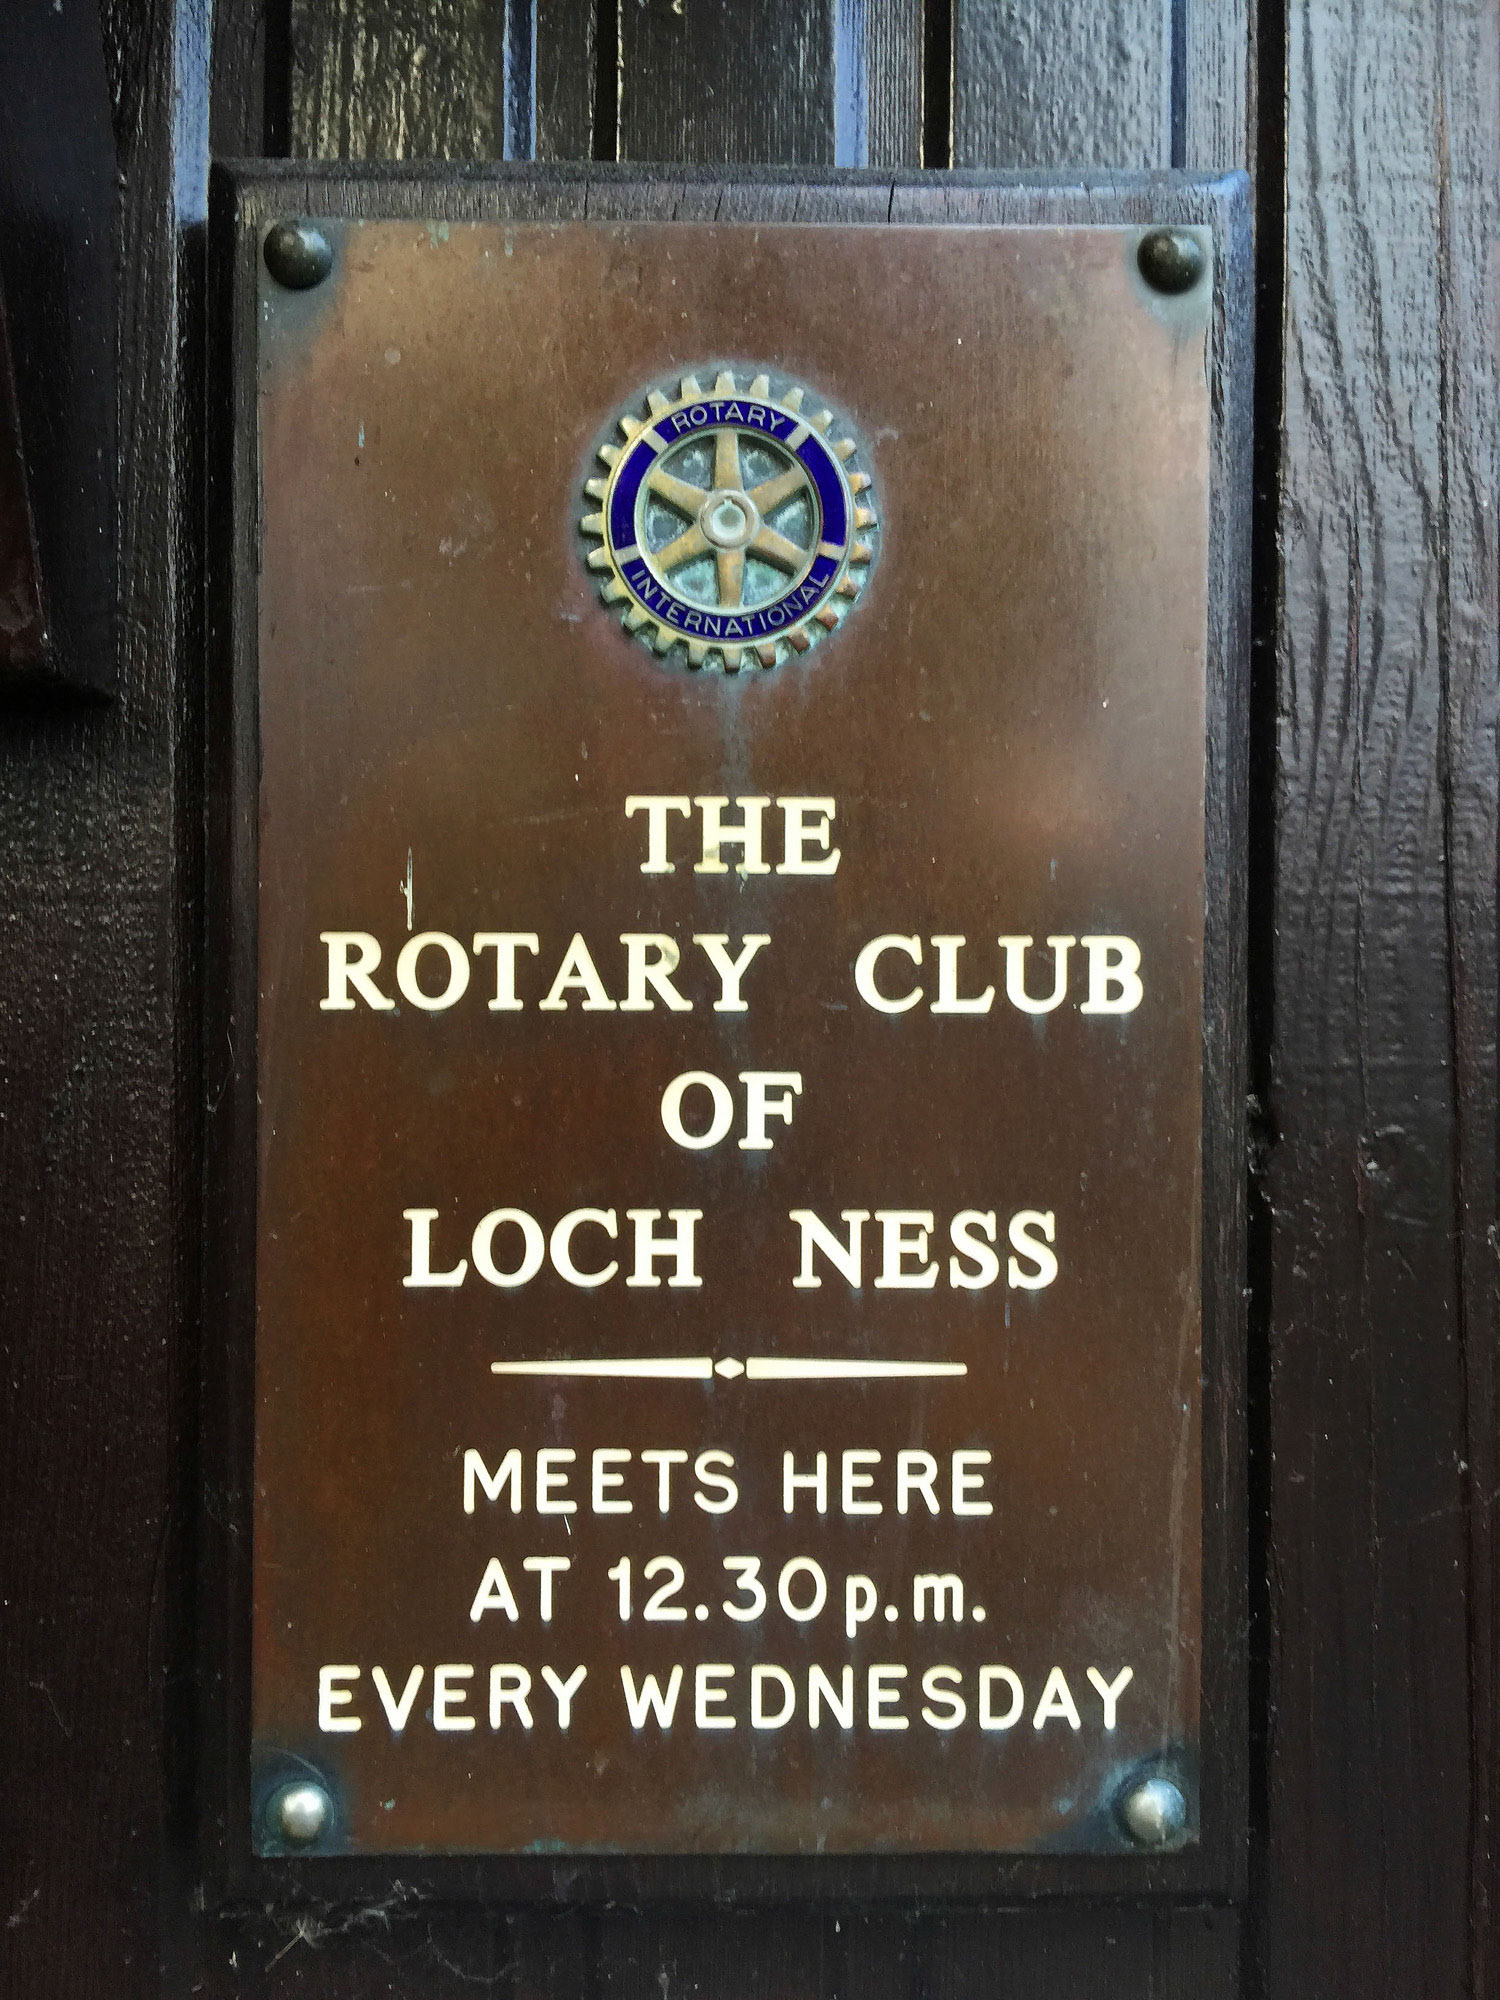 ROTARY
INTERNATIONAL
THE
ROTARY CLUB
OF
LOCH NESS
MEETS HERE
AT 12.30 p.m.
EVERY WEDNESDAY